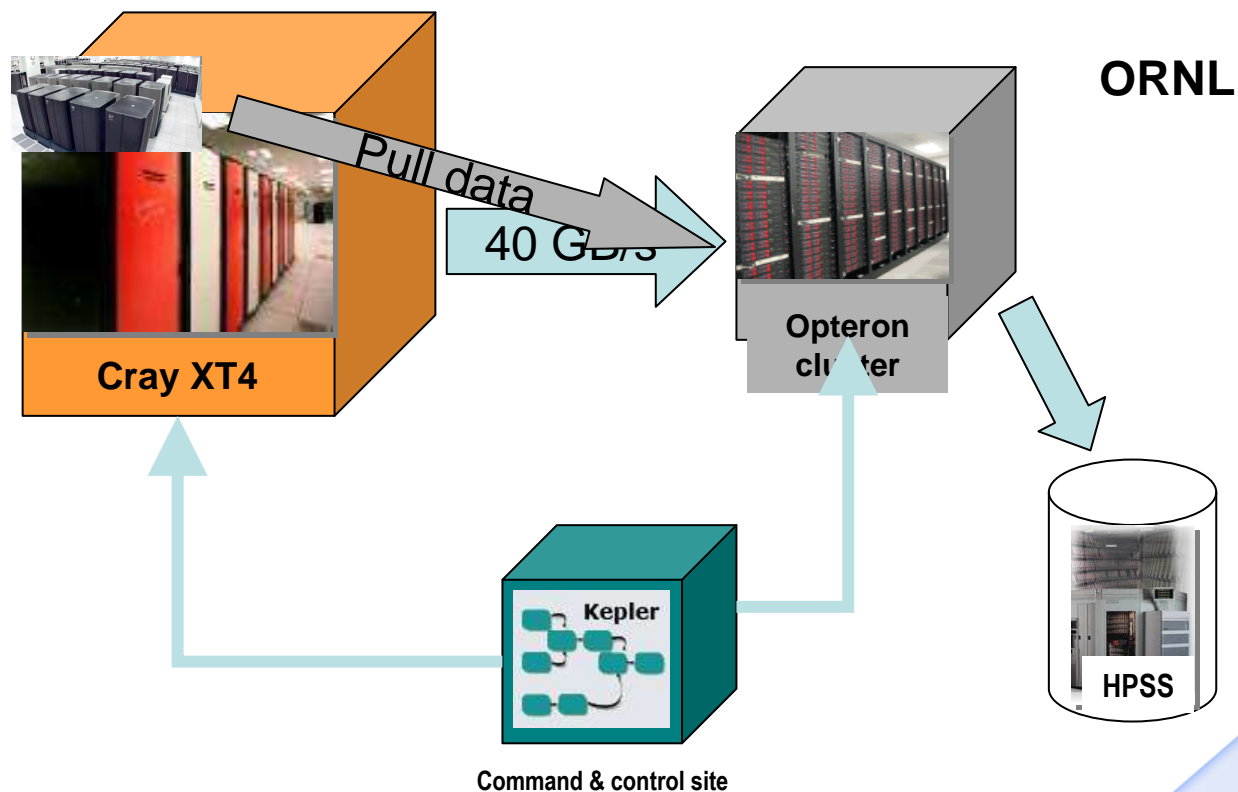 ORNL
Pull data
40 GB/s
Opteron
cluster
Cray XT4
Kepler
HPSS
Command & control site